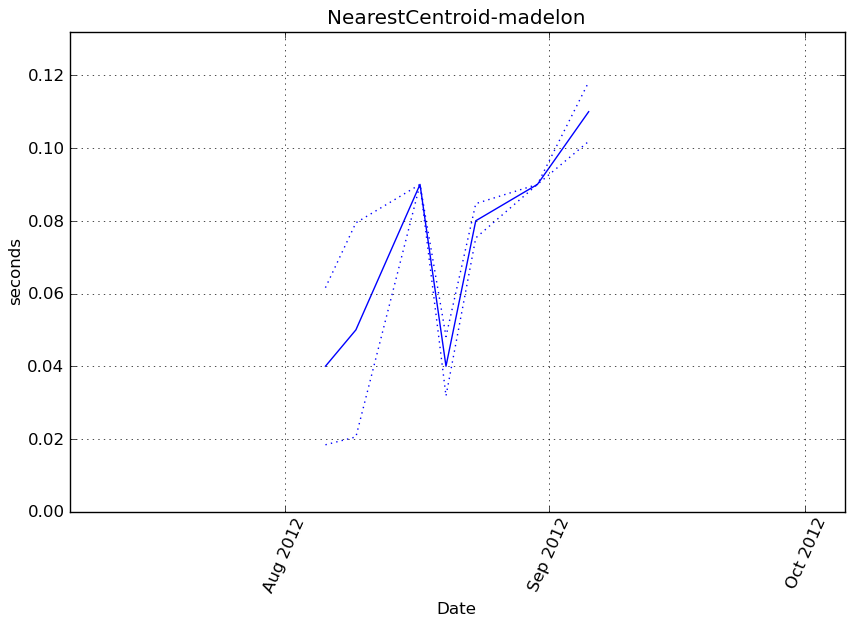 NearestCentroid-madelon
0.12
0.10
0.08
0.06
0.04
0.02
0.00
seconds
Aug 2012
Sep 2012
Oct 2012
Date